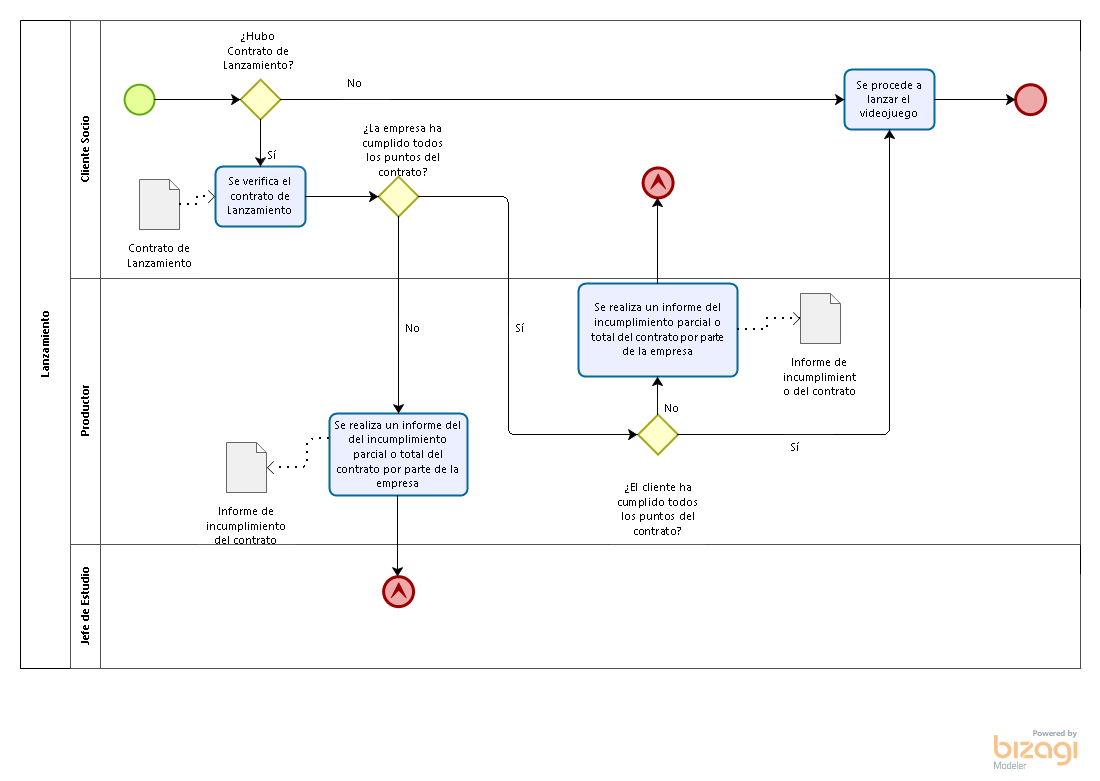 Lanzamiento
Cliente Socio
¿Hubo
Contrato de
Lanzamiento?
No
Sí
Se verifica el
contrato de
Lanzamiento
Contrato de
Lanzamiento
¿La empresa ha
cumplido todos
los puntos del
contrato?
Se procede a
lanzar el
videojuego
Productor
No
Sí
Se realiza un informe del
incumplimiento parcial o
total del contrato por parte
de la empresa
Informe de
incumplimient
o del contrato
No
Sí
¿El cliente ha
cumplido todos
los puntos del
contrato?
Se realiza un informe del
del incumplimiento
parcial o total del
contrato por parte de la
empresa
Informe de
incumplimiento
del contrato
Jefe de Estudio
Powered by
bizagi
Modeler